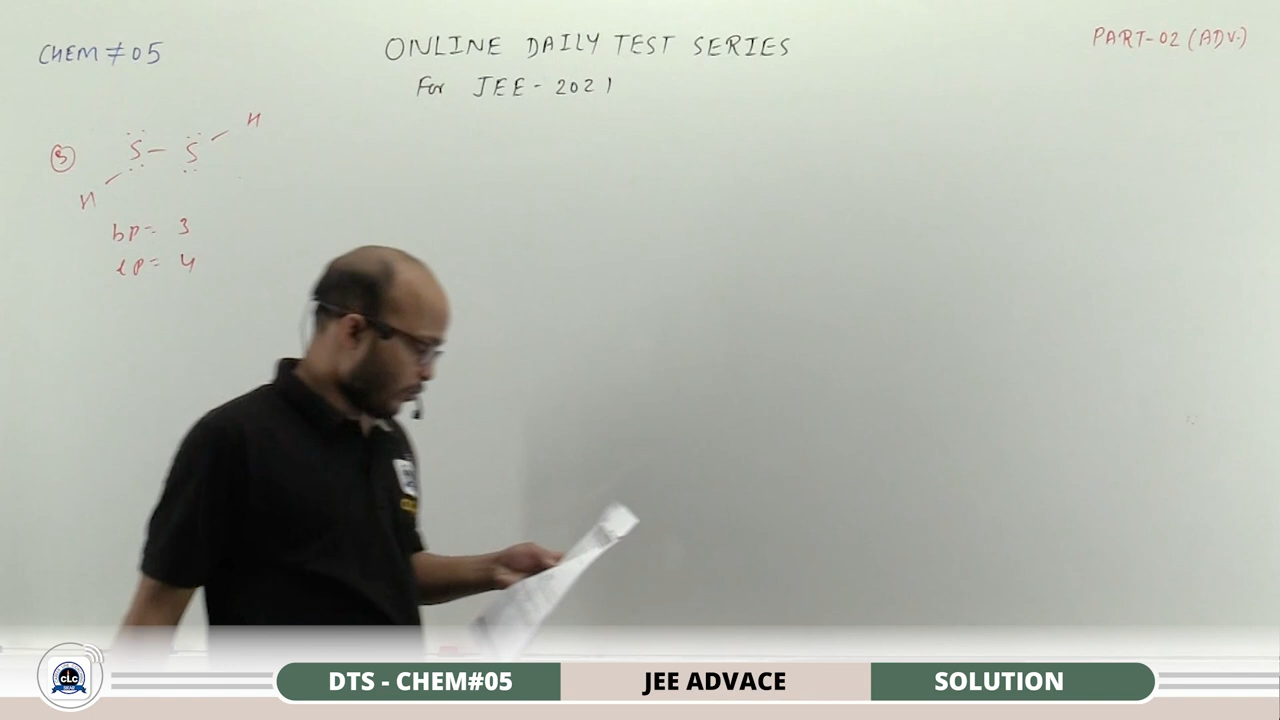 CHEM # 05
ONLINE DAILY TEST SERIES
For JEE - 2021
PART-02 (ADV.)
③ S — S H
H
bp = 3
lp = 4
CLC
DTS - CHEM#05
JEE ADVACE
SOLUTION